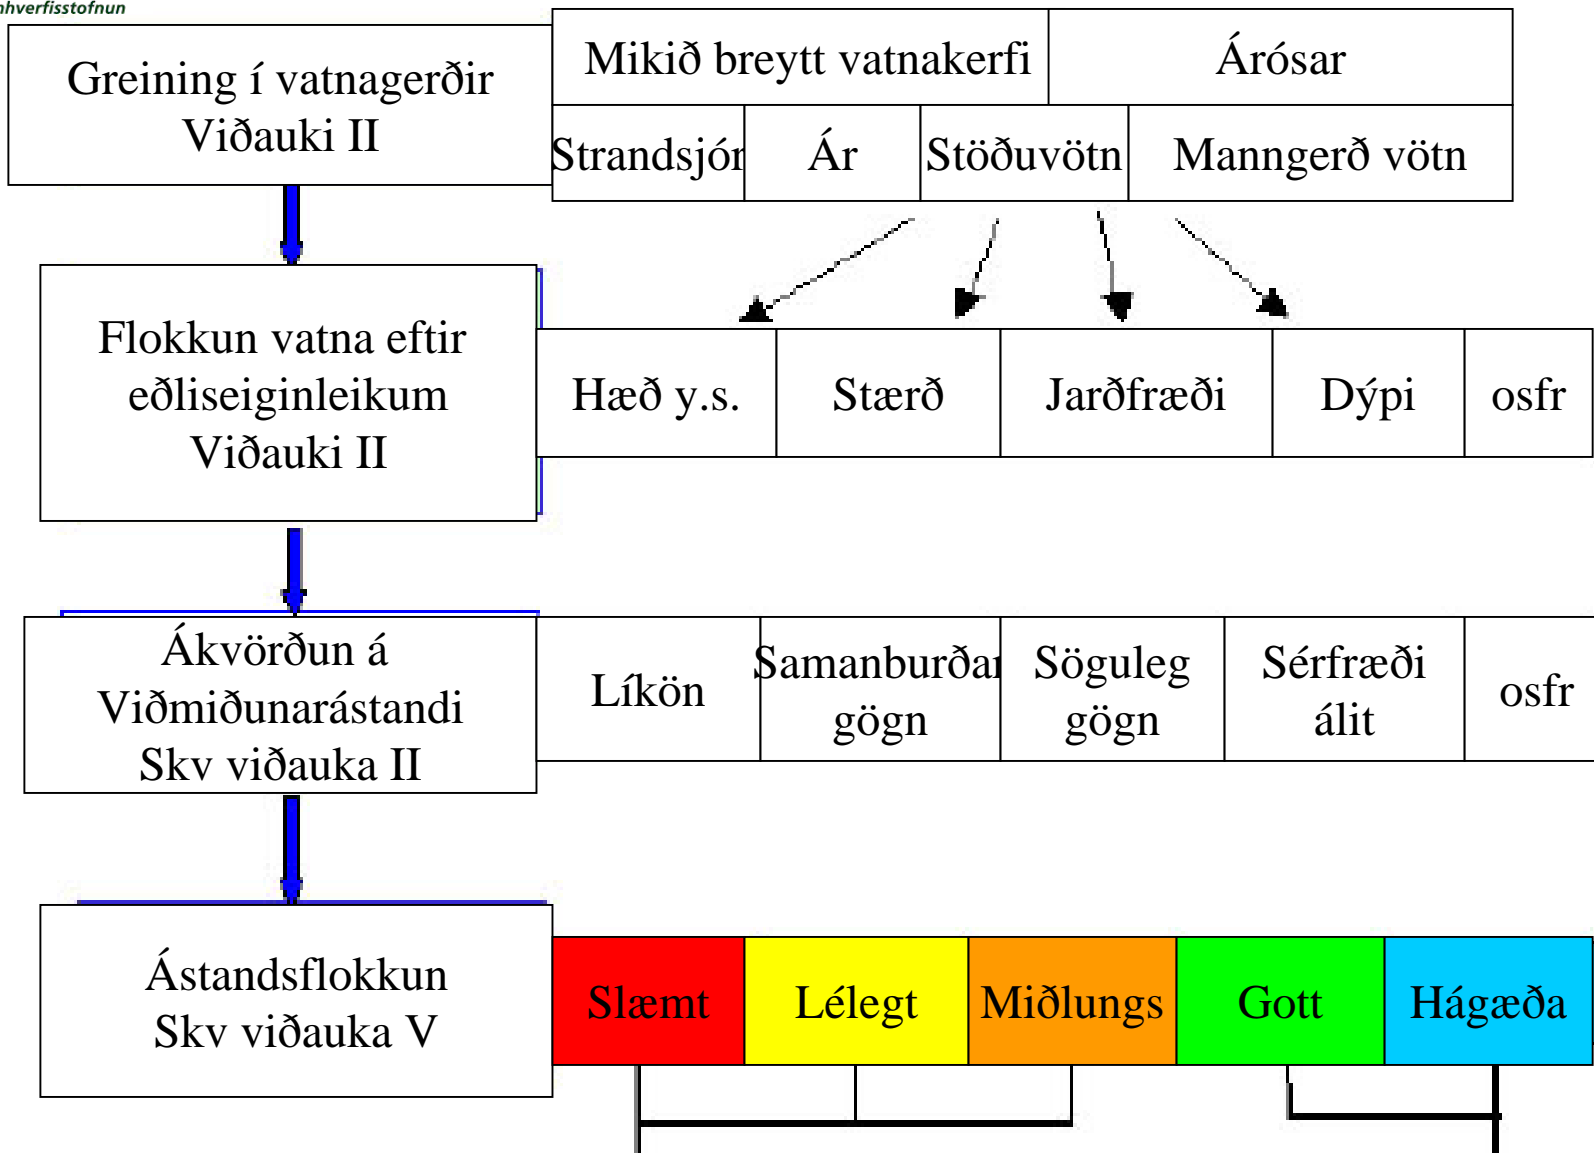 nhverfisstofnun
Greining í vatnagerðir
Viðauki II
Mikið breytt vatnakerfi
Árósar
Strandsjór
Ár
Stöðuvötn
Manngerð vötn
Flokkun vatna eftir
eðliseiginleikum
Viðauki II
Hæð y.s.
Stærð
Jarðfræði
Dýpi
osfr
Ákvörðun á
Viðmiðunarástandi
Skv viðauka II
Líkön
Samanburðar
gögn
Söguleg
gögn
Sérfræði
álit
osfr
Ástandsflokkun
Skv viðauka V
Slæmt
Lélegt
Miðlungs
Gott
Hágæða